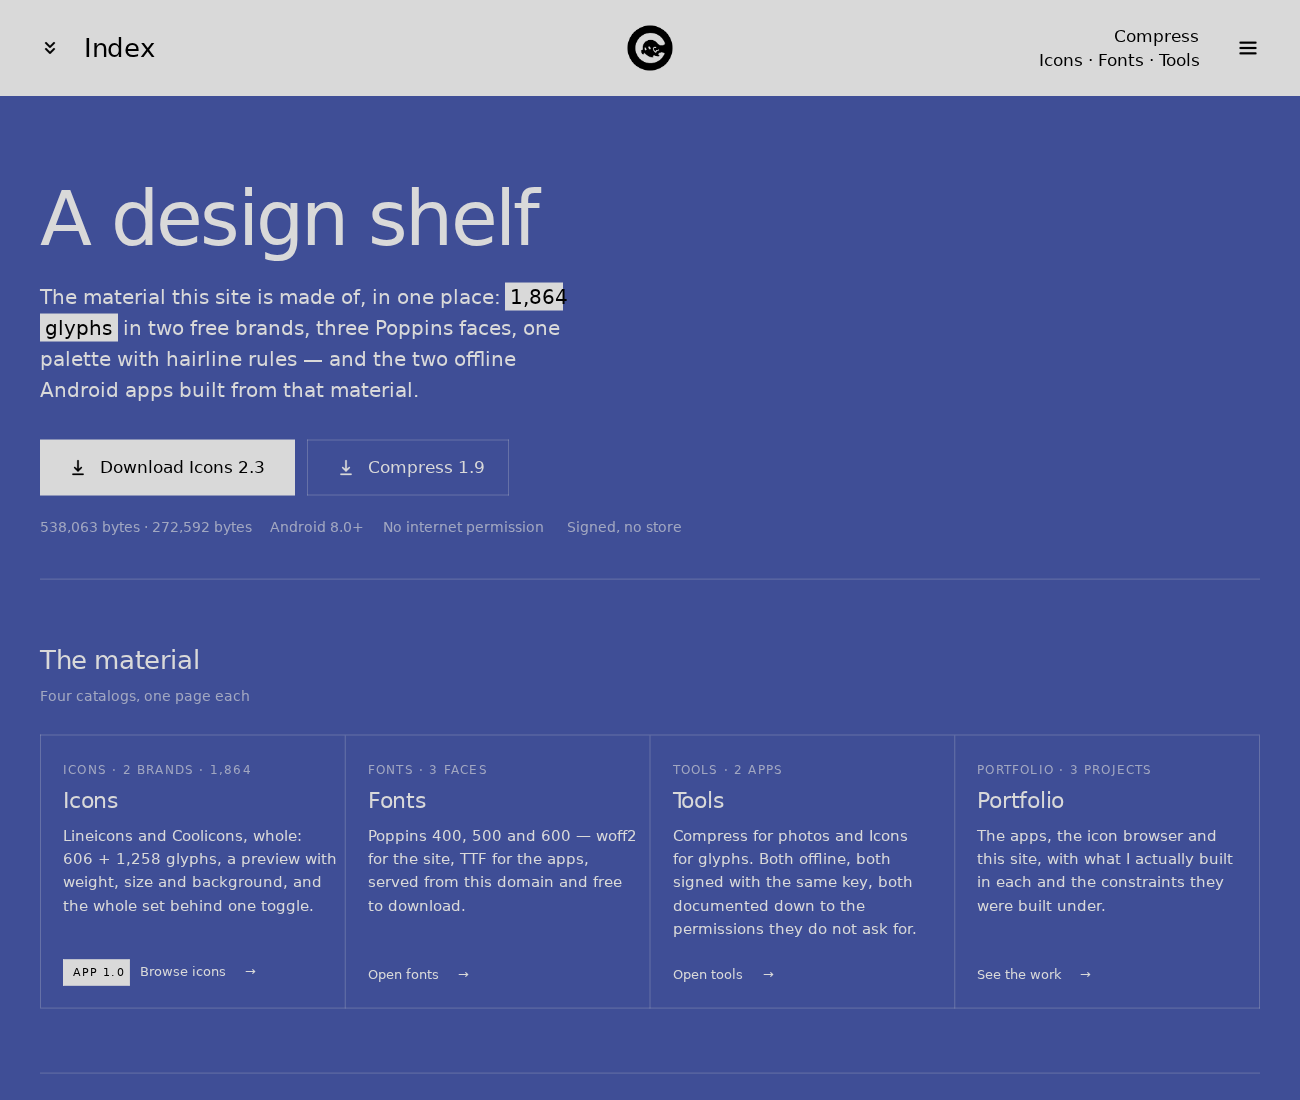 Index
Compress
Icons · Fonts · Tools
A design shelf
The material this site is made of, in one place: 1,864
glyphs in two free brands, three Poppins faces, one
palette with hairline rules — and the two offline
Android apps built from that material.
Download Icons 2.3
Compress 1.9
538,063 bytes · 272,592 bytes Android 8.0+ No internet permission Signed, no store
The material
Four catalogs, one page each
ICONS · 2 BRANDS · 1,864
Icons
Lineicons and Coolicons, whole:
606 + 1,258 glyphs, a preview with
weight, size and background, and
the whole set behind one toggle.
APP 1.0 Browse icons →
FONTS · 3 FACES
Fonts
Poppins 400, 500 and 600 — woff2
for the site, TTF for the apps,
served from this domain and free
to download.
Open fonts →
TOOLS · 2 APPS
Tools
Compress for photos and Icons
for glyphs. Both offline, both
signed with the same key, both
documented down to the
permissions they do not ask for.
Open tools →
PORTFOLIO · 3 PROJECTS
Portfolio
The apps, the icon browser and
this site, with what I actually built
in each and the constraints they
were built under.
See the work →